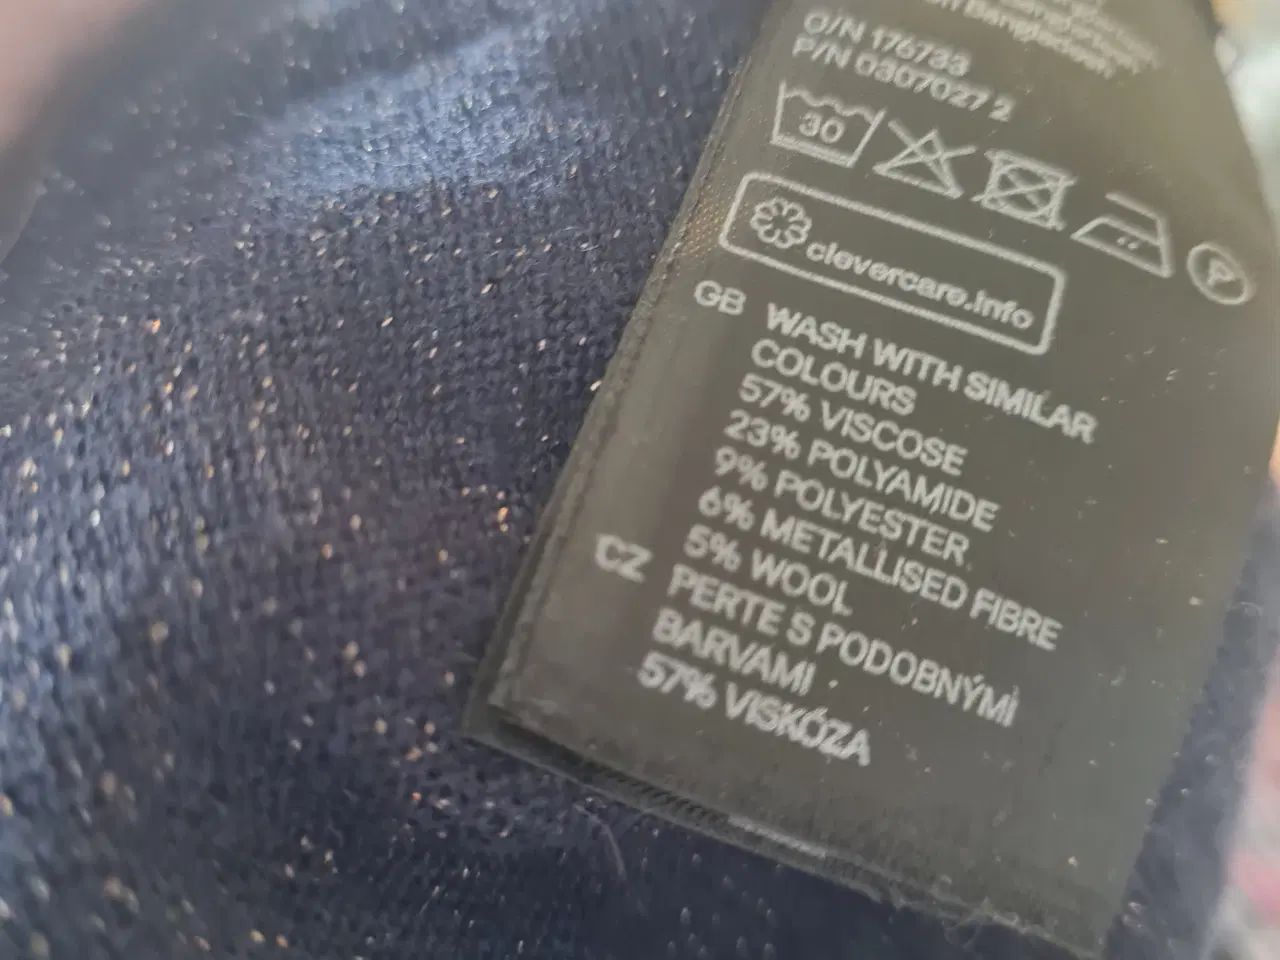 Bangladesh
O/N 176733
P/N 0307027 2
30
P
clevercare.info
GB WASH WITH SIMILAR
COLOURS
57% VISCOSE
23% POLYAMIDE
9% POLYESTER
6% METALLISED FIBRE
5% WOOL
CZ PERTE S PODOBNÝMI
BARVAMI
57% VISKÓZA